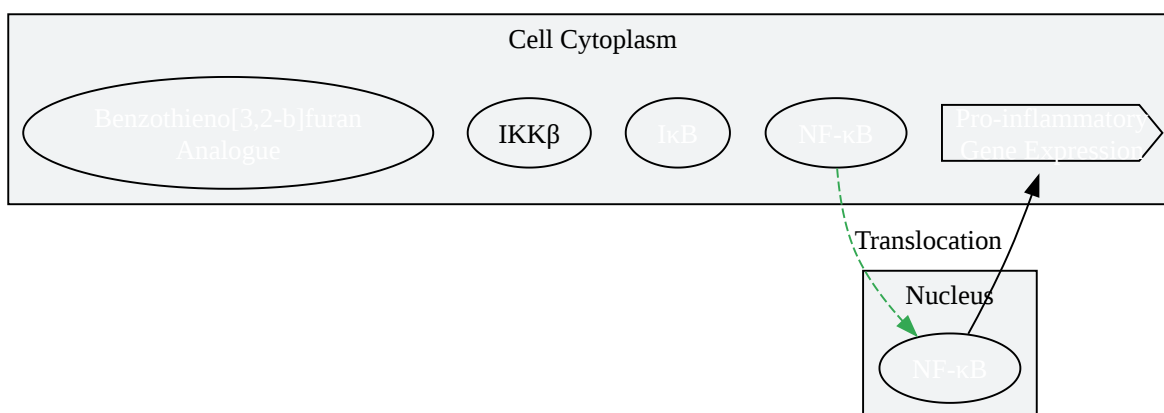 Cell Cytoplasm
Benzothieno[3,2-b]furan
Analogue
IKKβ
IκB
NF-κB
Pro-inflammatory
Gene Expression
Translocation
Nucleus
NF-κB